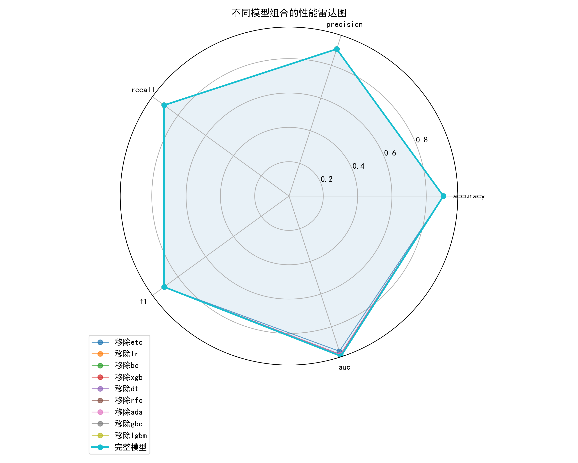 不同模型组合的性能雷达图
precision
recall
0.8
0.6
0.4
0.2
accuracy
f1
auc
移除etc
移除lr
移除bc
移除xgb
移除dt
移除rfc
移除ada
移除gbc
移除lgbm
完整模型